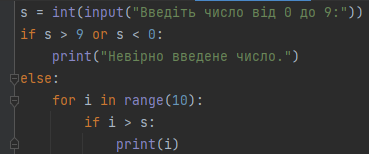 s = int(input("Введіть число від 0 до 9:"))
if s > 9 or s < 0:
    print("Невірно введене число.")
else:
    for i in range(10):
        if i > s:
            print(i)